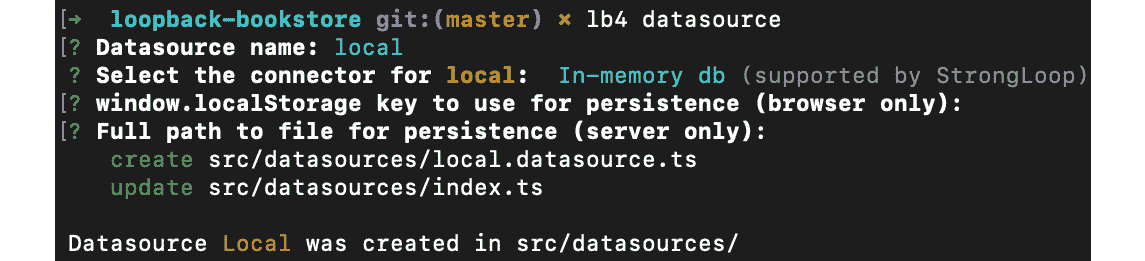 [➜  loopback-bookstore git:(master) ✗ lb4 datasource
[? Datasource name: local
? Select the connector for local:  In-memory db (supported by StrongLoop)
[? window.localStorage key to use for persistence (browser only):
[? Full path to file for persistence (server only):
create src/datasources/local.datasource.ts
update src/datasources/index.ts
Datasource Local was created in src/datasources/